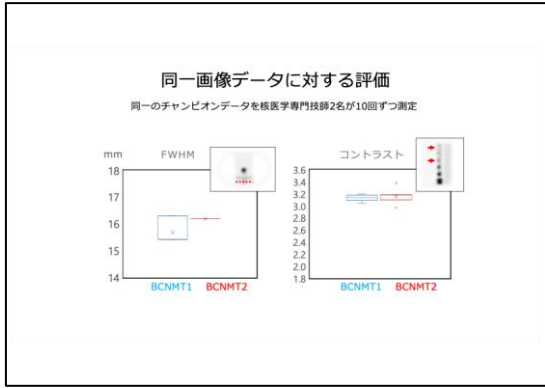 同一画像データに対する評価
同一のチャンピオンデータを核医学専門技師2名が10回ずつ測定
mm
FWHM
18
17
16
15
14
BCNMT1
BCNMT2
コントラスト
3.6
3.4
3.2
3.0
2.8
2.6
2.4
2.2
2.0
1.8
BCNMT1
BCNMT2